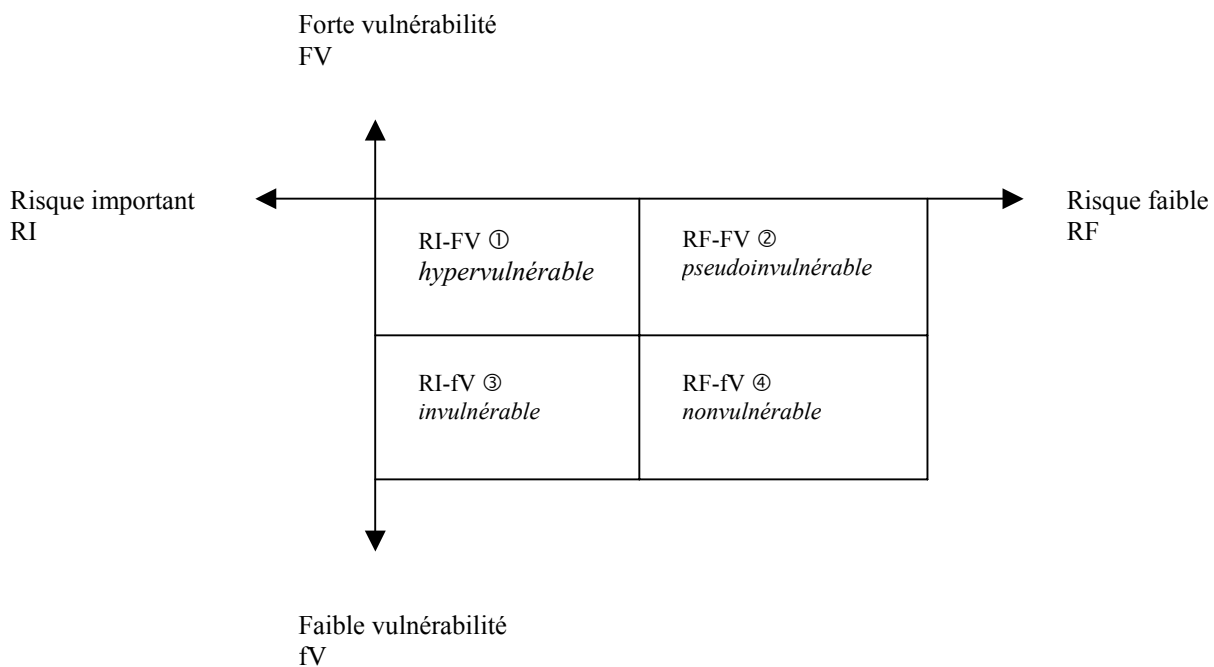 Forte vulnérabilité
FV
Risque important
RI
Risque faible
RF
RI-FV ①
hypervulnérable
RF-FV ②
pseudoinvulnérable
RI-fV ③
invulnérable
RF-fV ④
nonvulnérable
Faible vulnérabilité
fV